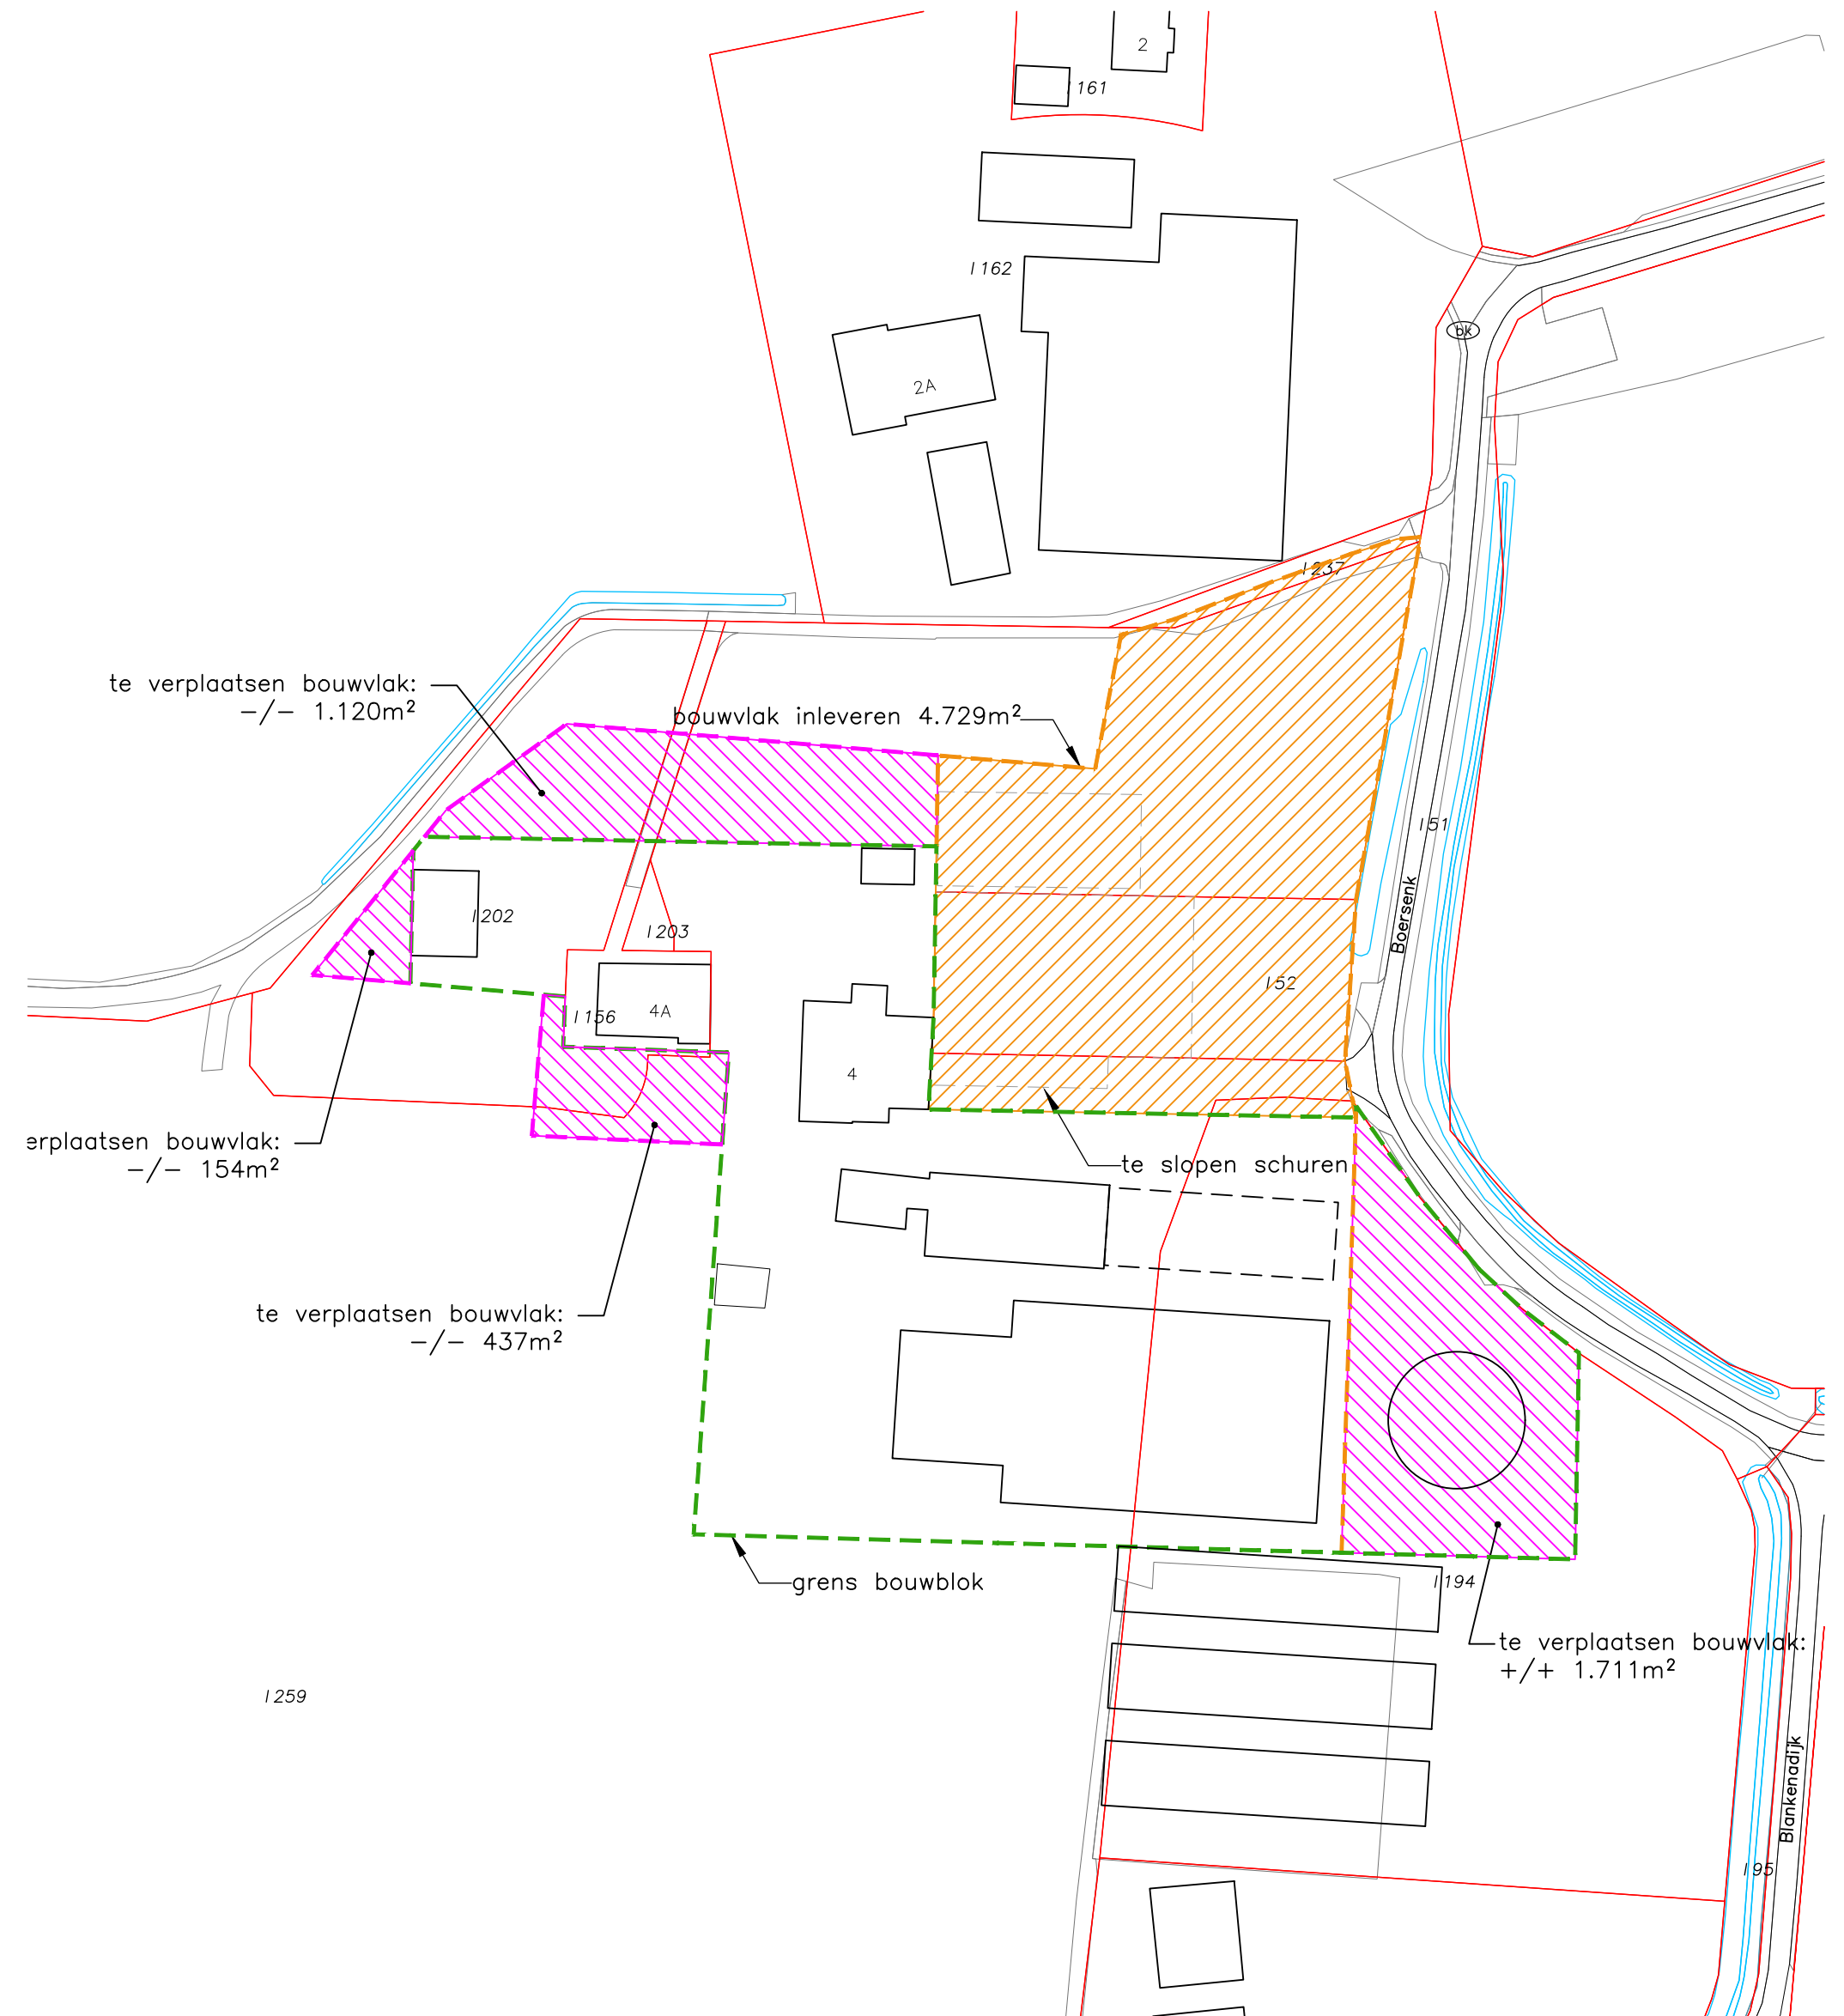 2
I 161
I 162
bk
2A
I 237
te verplaatsen bouwvlak:
-/- 1.120m²
bouwvlak inleveren 4.729m²
I 51
Boersenk
I 202
I 203
I 52
I 156
4A
4
erplaatsen bouwvlak:
-/- 154m²
te slopen schuren
te verplaatsen bouwvlak:
-/- 437m²
grens bouwblok
I 194
te verplaatsen bouwvlak:
+/+ 1.711m²
I 259
Blankenadijk
I 95